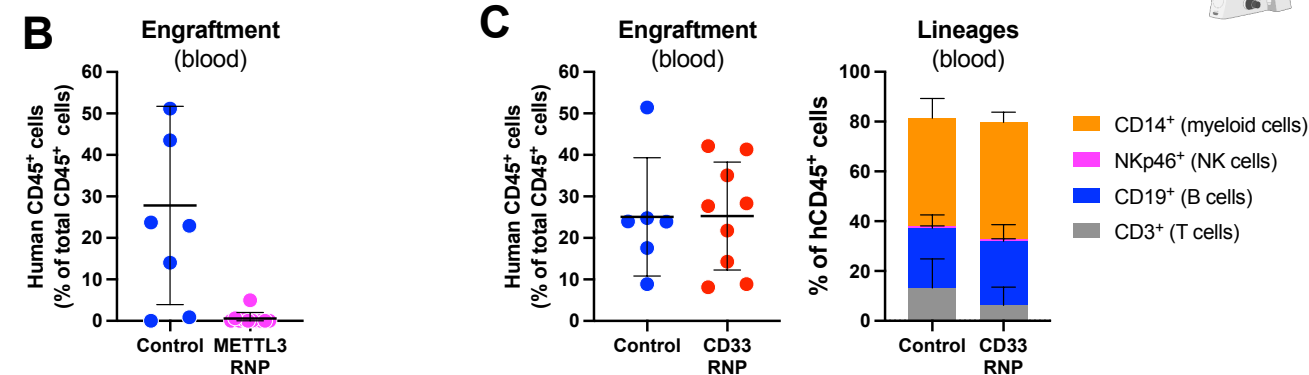 B
Engraftment
(blood)
Human CD45⁺ cells
(% of total CD45⁺ cells)
60
50
40
30
20
10
0
Control METTL3
RNP
C
Engraftment
(blood)
Human CD45⁺ cells
(% of total CD45⁺ cells)
60
50
40
30
20
10
0
Control CD33
RNP
Lineages
(blood)
% of hCD45⁺ cells
100
80
60
40
20
0
Control CD33
RNP
CD14⁺ (myeloid cells)
NKp46⁺ (NK cells)
CD19⁺ (B cells)
CD3⁺ (T cells)